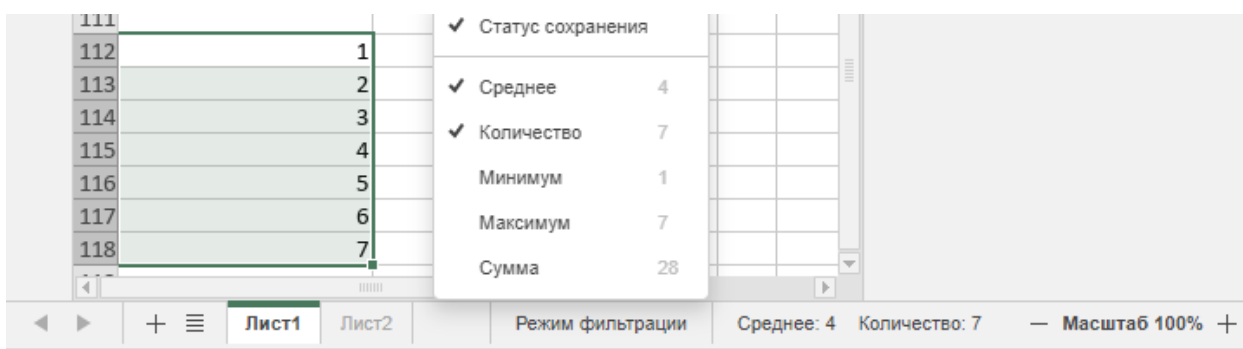 111
Статус сохранения
112 1
113 2 Среднее 4
114 3
Количество 7
115 4
116 5 Минимум 1
117 6 Максимум 7
118 7
Сумма 28
Лист1 Лист2 Режим фильтрации Среднее: 4 Количество: 7 — Масштаб 100% +